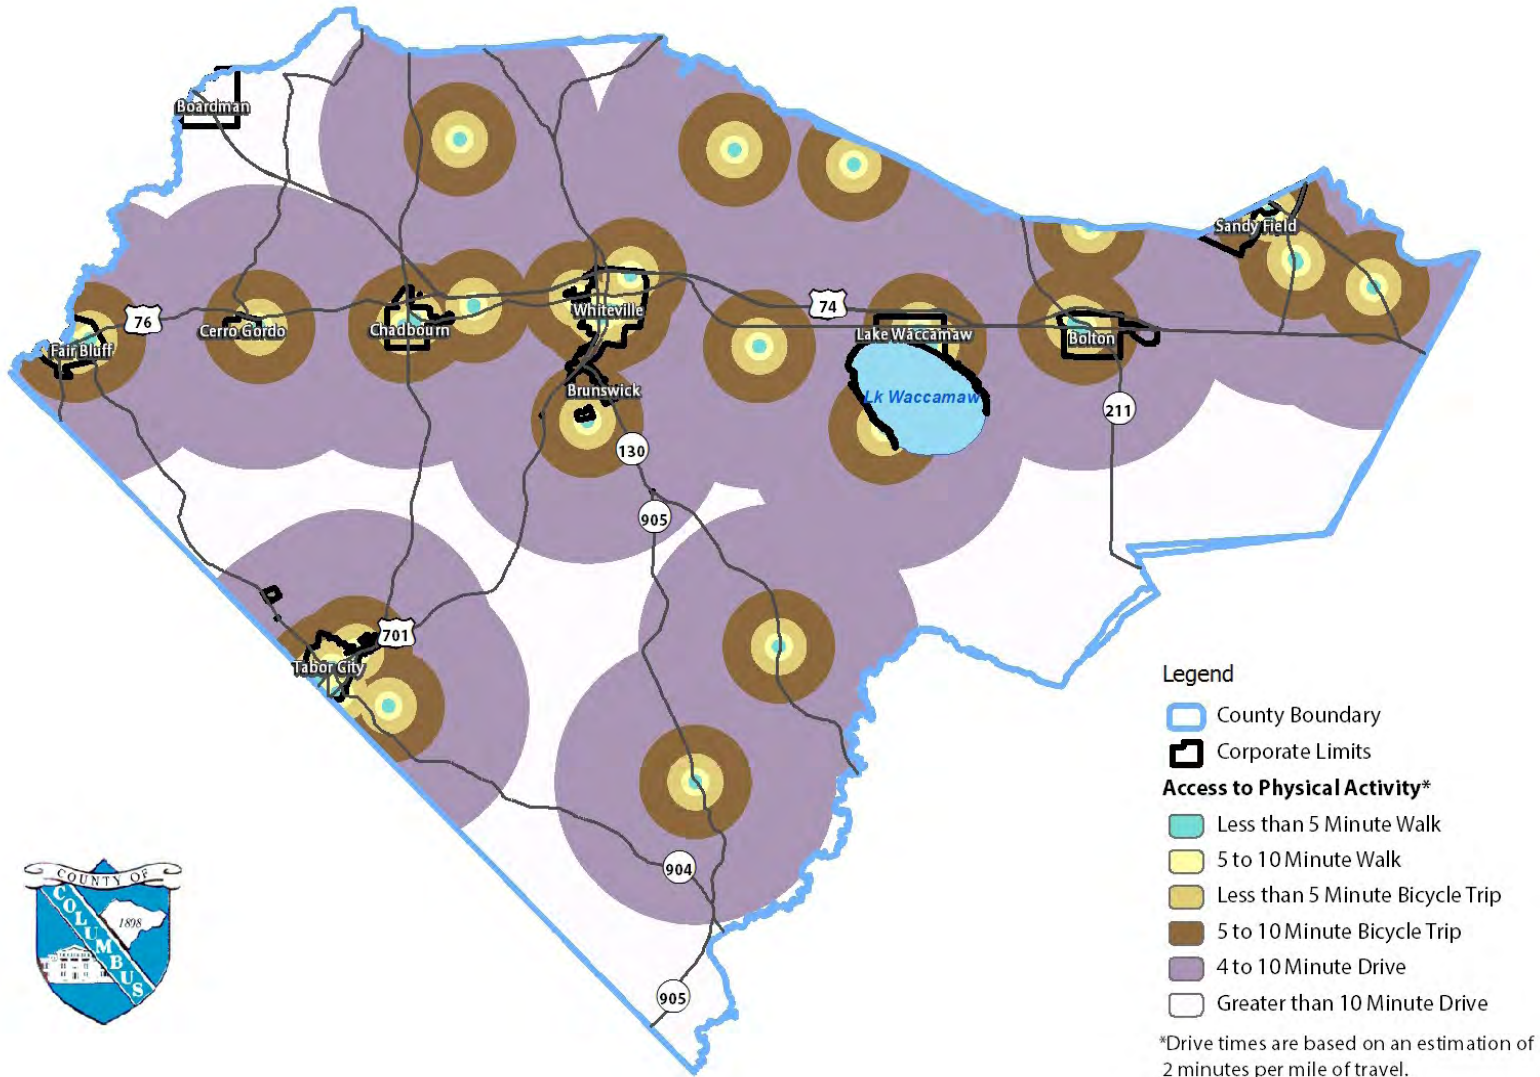 Boardman
Sandy Field
76
74
Cerro Gordo
Chadbourn
Whiteville
Lake Waccamaw
Bolton
Fair Bluff
Brunswick
Lk Waccamaw
211
130
905
701
Tabor City
904
905
Legend
County Boundary
Corporate Limits
Access to Physical Activity*
Less than 5 Minute Walk
5 to 10 Minute Walk
Less than 5 Minute Bicycle Trip
5 to 10 Minute Bicycle Trip
4 to 10 Minute Drive
Greater than 10 Minute Drive
*Drive times are based on an estimation of
2 minutes per mile of travel.
COUNTY OF
COLUMBUS
1898